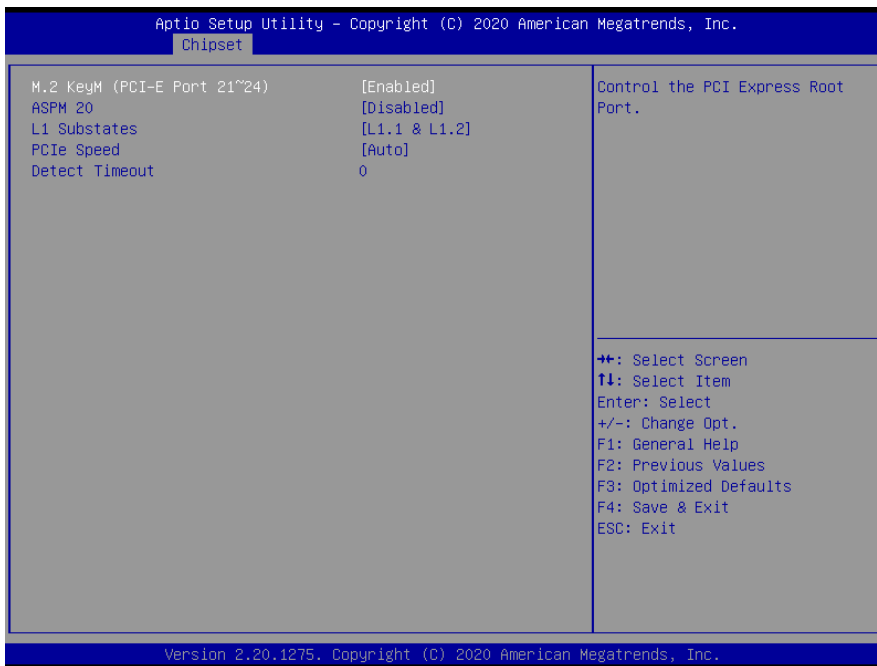 Aptio Setup Utility – Copyright (C) 2020 American Megatrends, Inc.
Chipset
M.2 KeyM (PCI-E Port 21~24) [Enabled]
ASPM 20 [Disabled]
L1 Substates [L1.1 & L1.2]
PCIe Speed [Auto]
Detect Timeout 0
Control the PCI Express Root
Port.
→←: Select Screen
↑↓: Select Item
Enter: Select
+/-: Change Opt.
F1: General Help
F2: Previous Values
F3: Optimized Defaults
F4: Save & Exit
ESC: Exit
Version 2.20.1275. Copyright (C) 2020 American Megatrends, Inc.